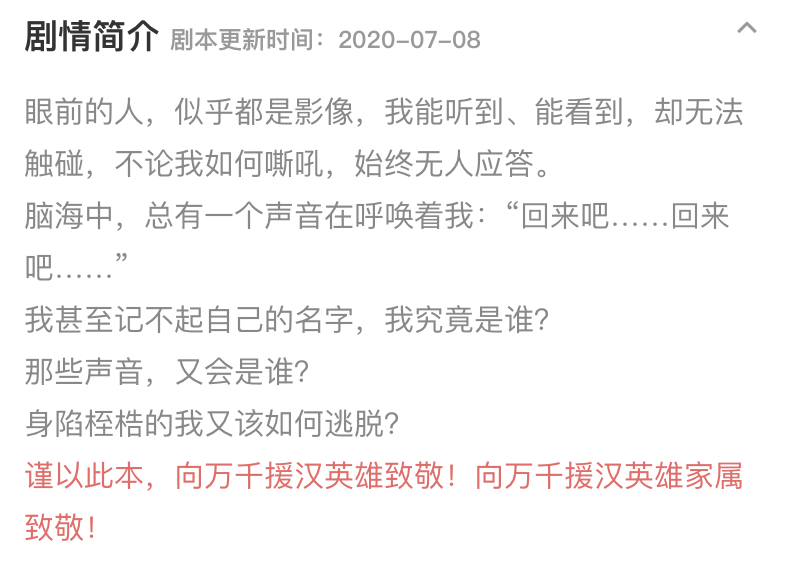 剧情简介 剧本更新时间：2020-07-08
眼前的人，似乎都是影像，我能听到、能看到，却无法
触碰，不论我如何嘶吼，始终无人应答。
脑海中，总有一个声音在呼唤着我：“回来吧……回来
吧……”
我甚至记不起自己的名字，我究竟是谁？
那些声音，又会是谁？
身陷桎梏的我又该如何逃脱？
谨以此本，向万千援汉英雄致敬！向万千援汉英雄家属
致敬！